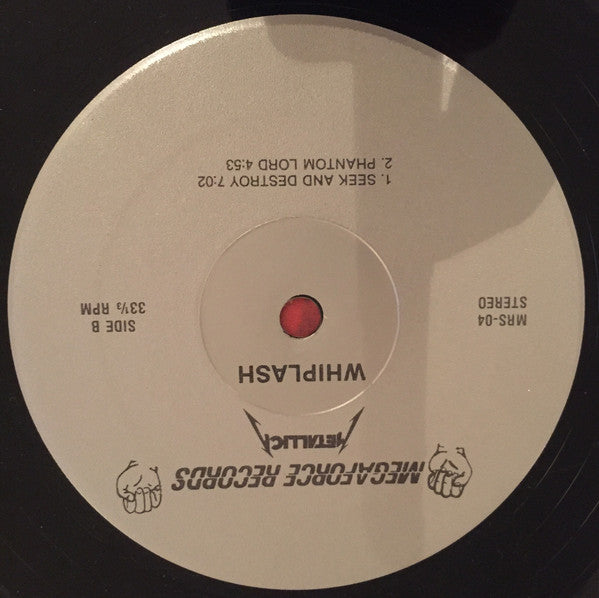 MEGAFORCE RECORDS
METALLICA
WHIPLASH
MRS-04
STEREO
SIDE B
33⅓ RPM
1. SEEK AND DESTROY 7:02
2. PHANTOM LORD 4:53